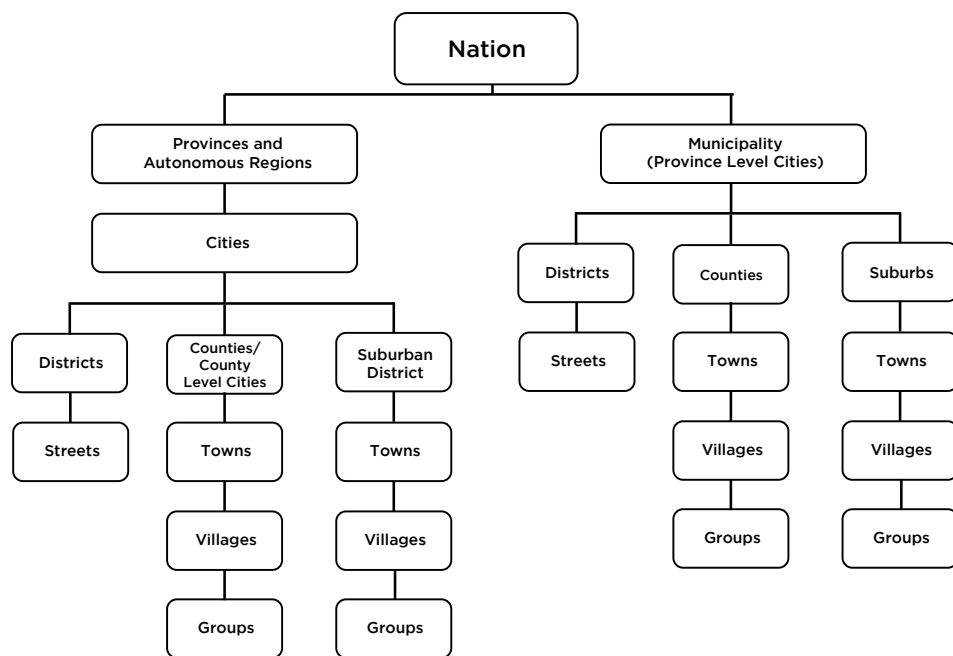 Nation
Provinces and
Autonomous Regions
Municipality
(Province Level Cities)
Cities
Districts
Counties
Suburbs
Districts
Counties/
County
Level Cities
Suburban
District
Streets
Towns
Towns
Streets
Towns
Towns
Villages
Villages
Villages
Villages
Groups
Groups
Groups
Groups